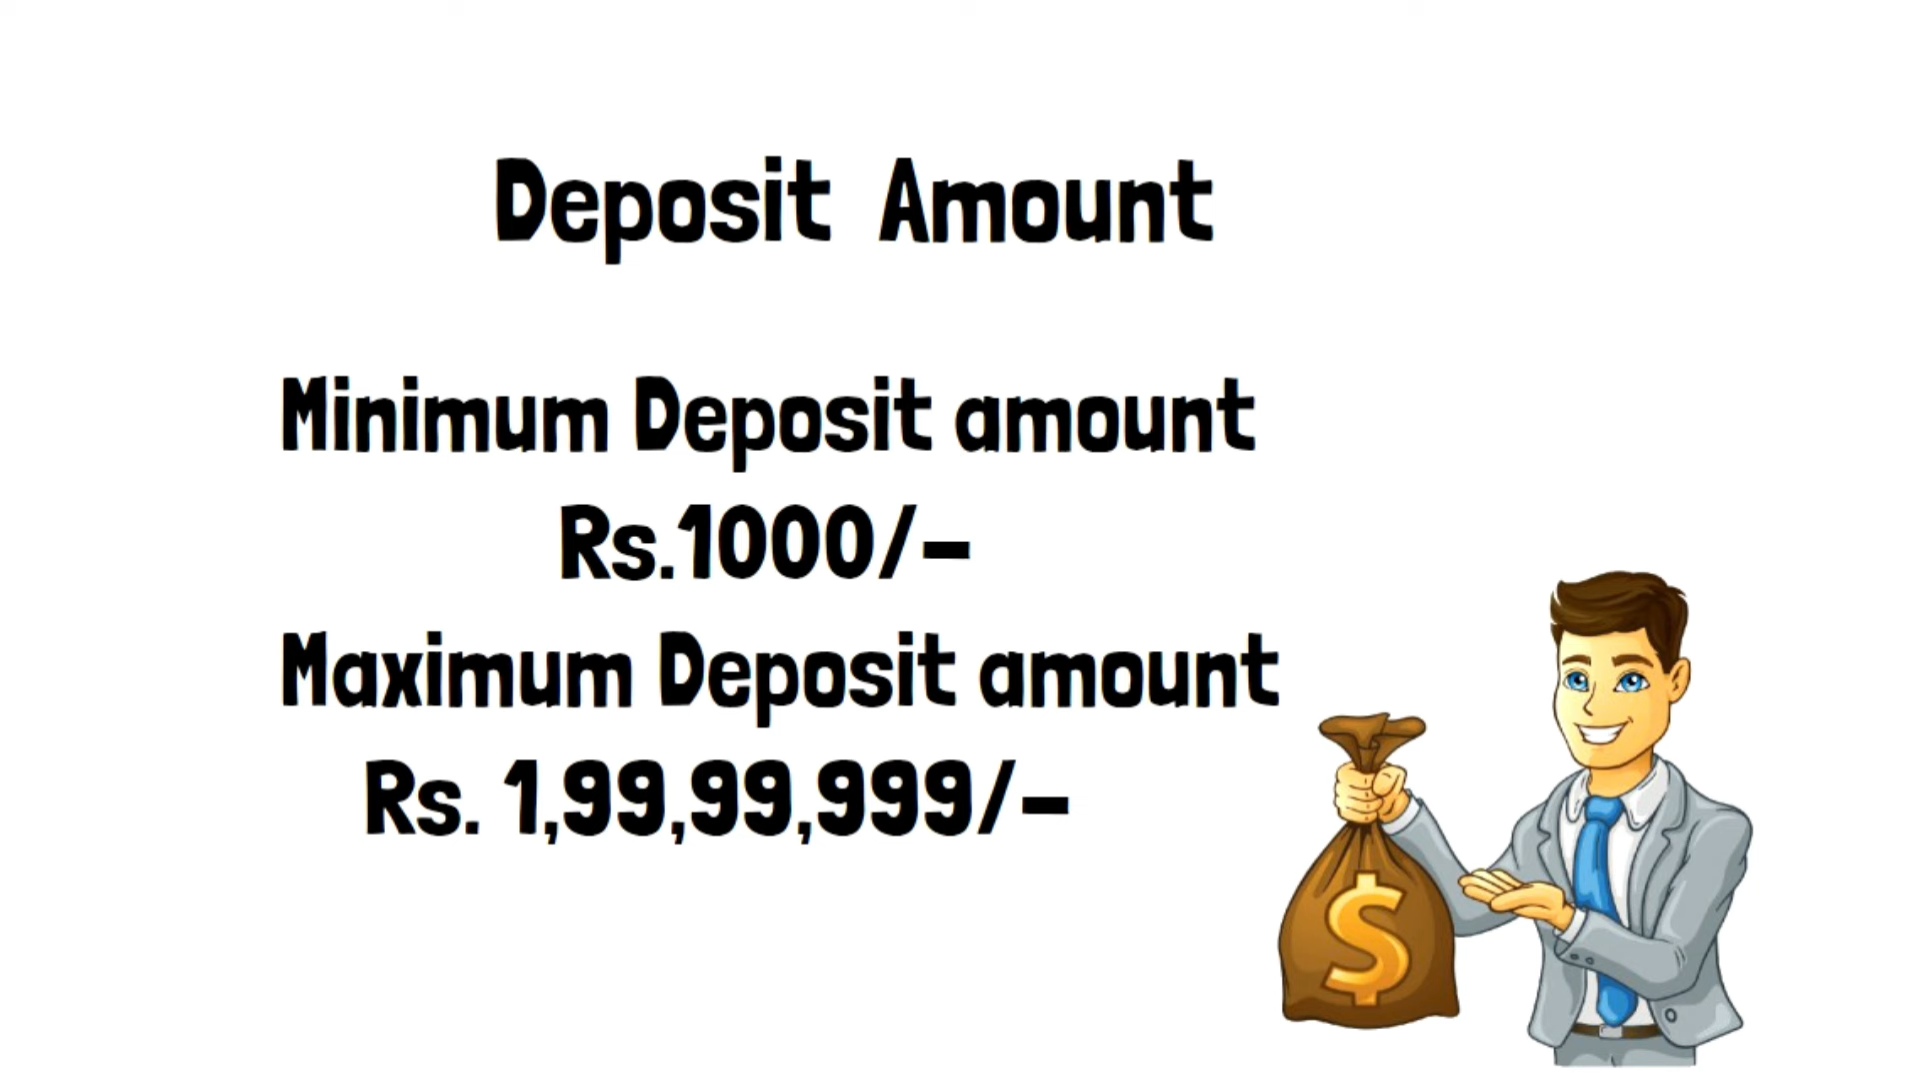 Deposit Amount
Minimum Deposit amount
Rs.1000/-
Maximum Deposit amount
Rs. 1,99,99,999/-
$